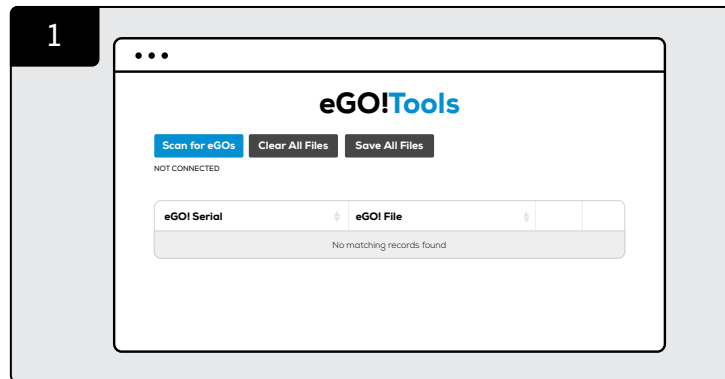 1
eGO!Tools
Scan for eGOs Clear All Files Save All Files
NOT CONNECTED
eGO! Serial eGO! File
No matching records found